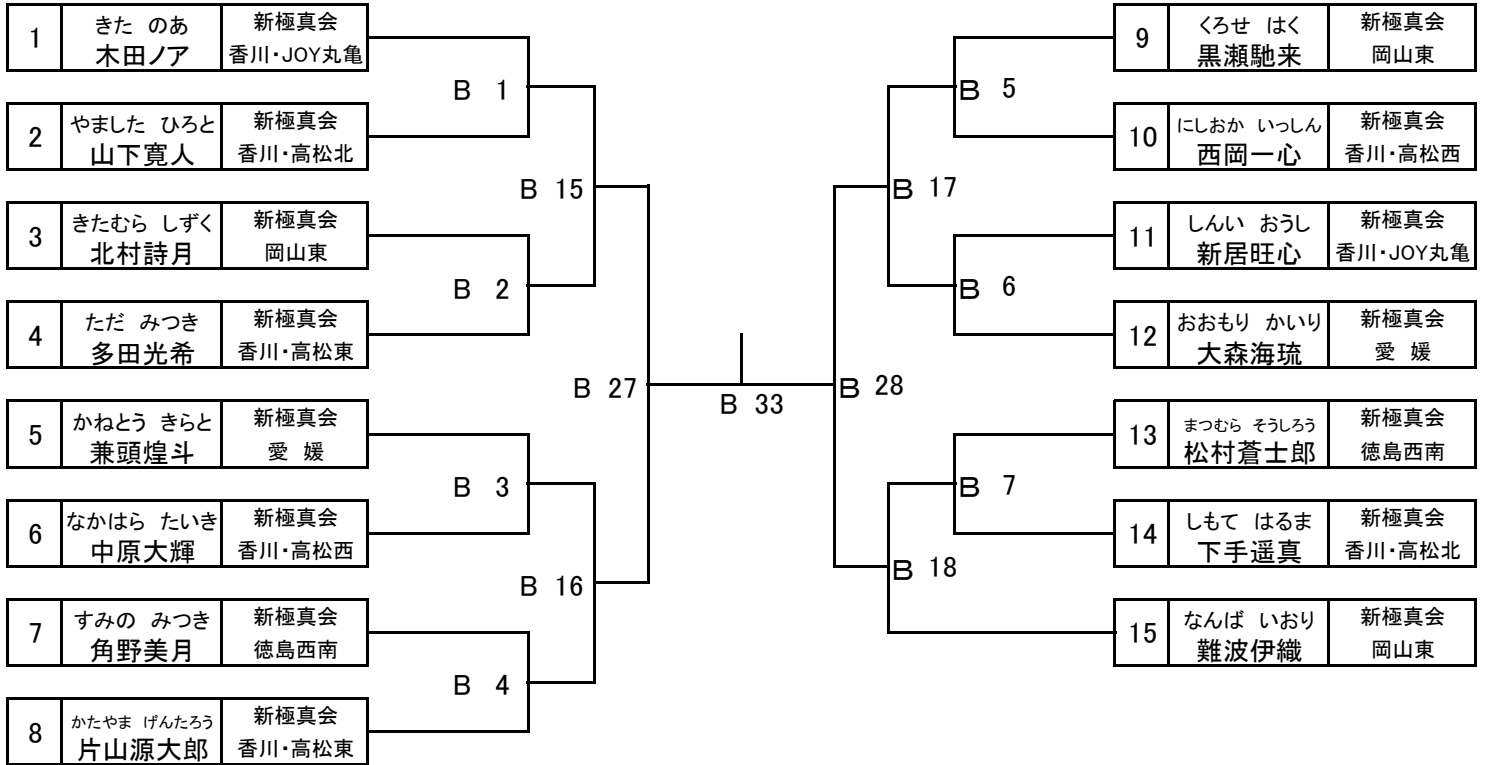 1
きた のあ
木田ノア
新極真会
香川・JOY丸亀
2
やました ひろと
山下寛人
新極真会
香川・高松北
3
きたむら しずく
北村詩月
新極真会
岡山東
4
ただ みつき
多田光希
新極真会
香川・高松東
5
かねとう きらと
兼頭煌斗
新極真会
愛 媛
6
なかはら たいき
中原大輝
新極真会
香川・高松西
7
すみの みつき
角野美月
新極真会
徳島西南
8
かたやま げんたろう
片山源大郎
新極真会
香川・高松東
B 1
B 2
B 3
B 4
B 15
B 16
B 27
B 33
B 28
B 17
B 18
B 5
B 6
B 7
9
くろせ はく
黒瀬馳来
新極真会
岡山東
10
にしおか いっしん
西岡一心
新極真会
香川・高松西
11
しんい おうし
新居旺心
新極真会
香川・JOY丸亀
12
おおもり かいり
大森海琉
新極真会
愛 媛
13
まつむら そうしろう
松村蒼士郎
新極真会
徳島西南
14
しもて はるま
下手遥真
新極真会
香川・高松北
15
なんば いおり
難波伊織
新極真会
岡山東